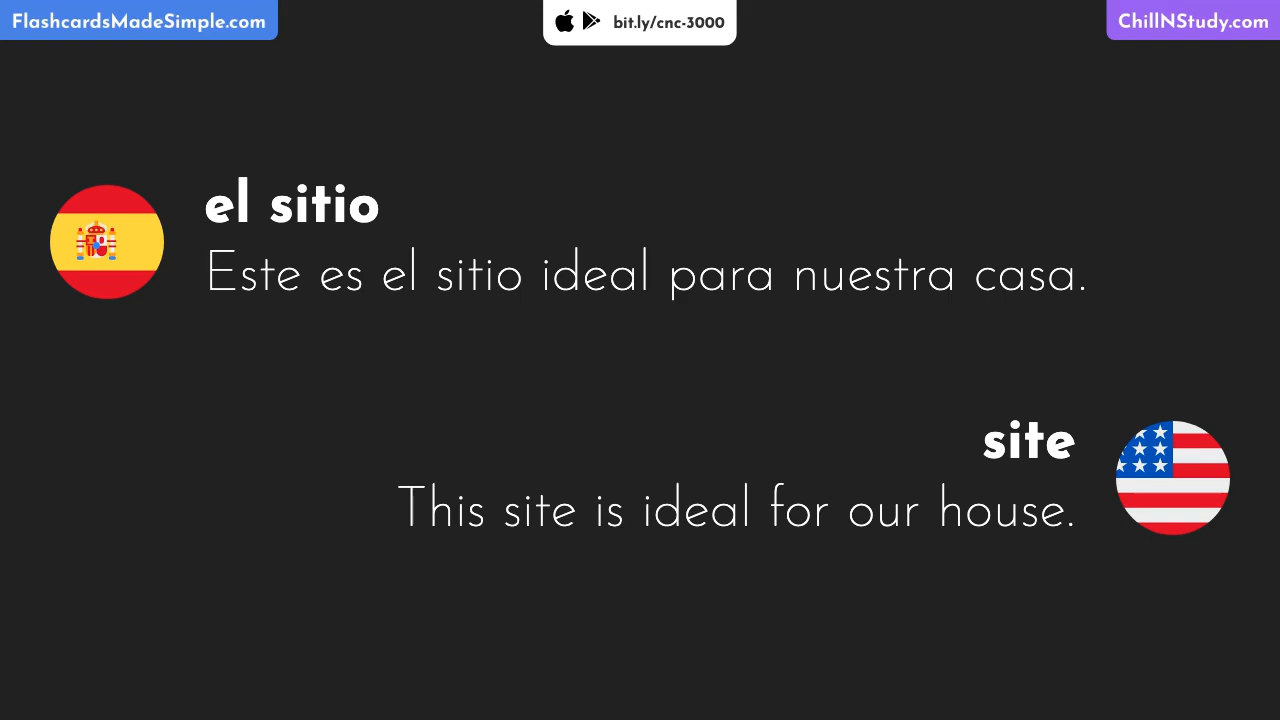 FlashcardsMadeSimple.com
bit.ly/cnc-3000
ChillNStudy.com
el sitio
Este es el sitio ideal para nuestra casa.
site
This site is ideal for our house.